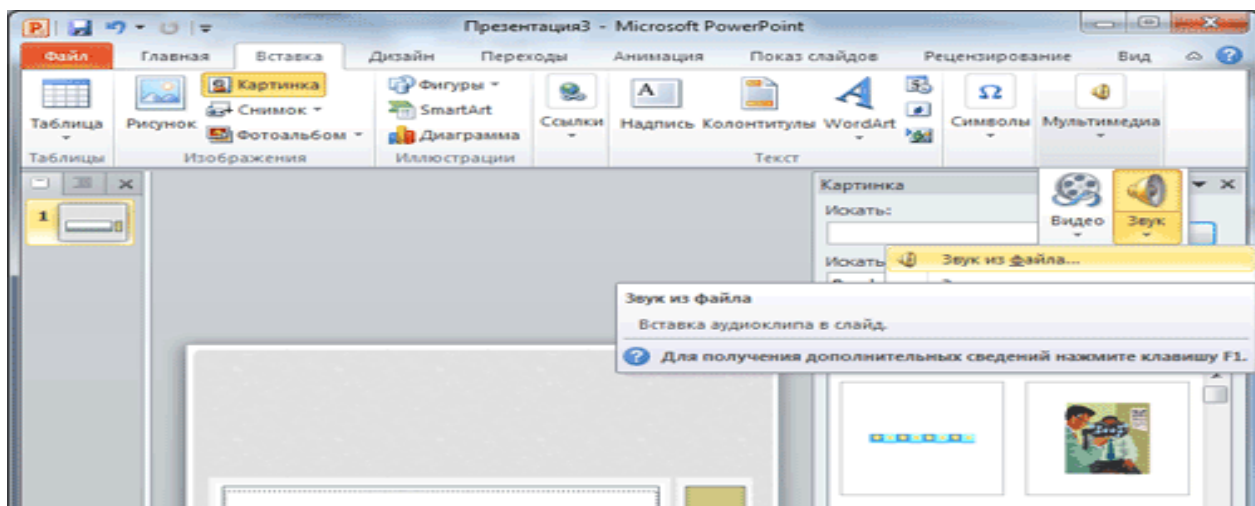 Презентация3 - Microsoft PowerPoint
Файл Главная Вставка Дизайн Переходы Анимация Показ слайдов Рецензирование Вид
Таблица
Рисунок
Картинка
Снимок
Фотоальбом
Фигуры
SmartArt
Диаграмма
Ссылки
Надпись Колонтитулы WordArt
Символы
Мультимедиа
Таблицы Изображения Иллюстрации Текст
1
Картинка
Искать:
Видео Звук
Искать
Звук из файла...
Звук из файла
Вставка аудиоклипа в слайд.
Для получения дополнительных сведений нажмите клавишу F1.